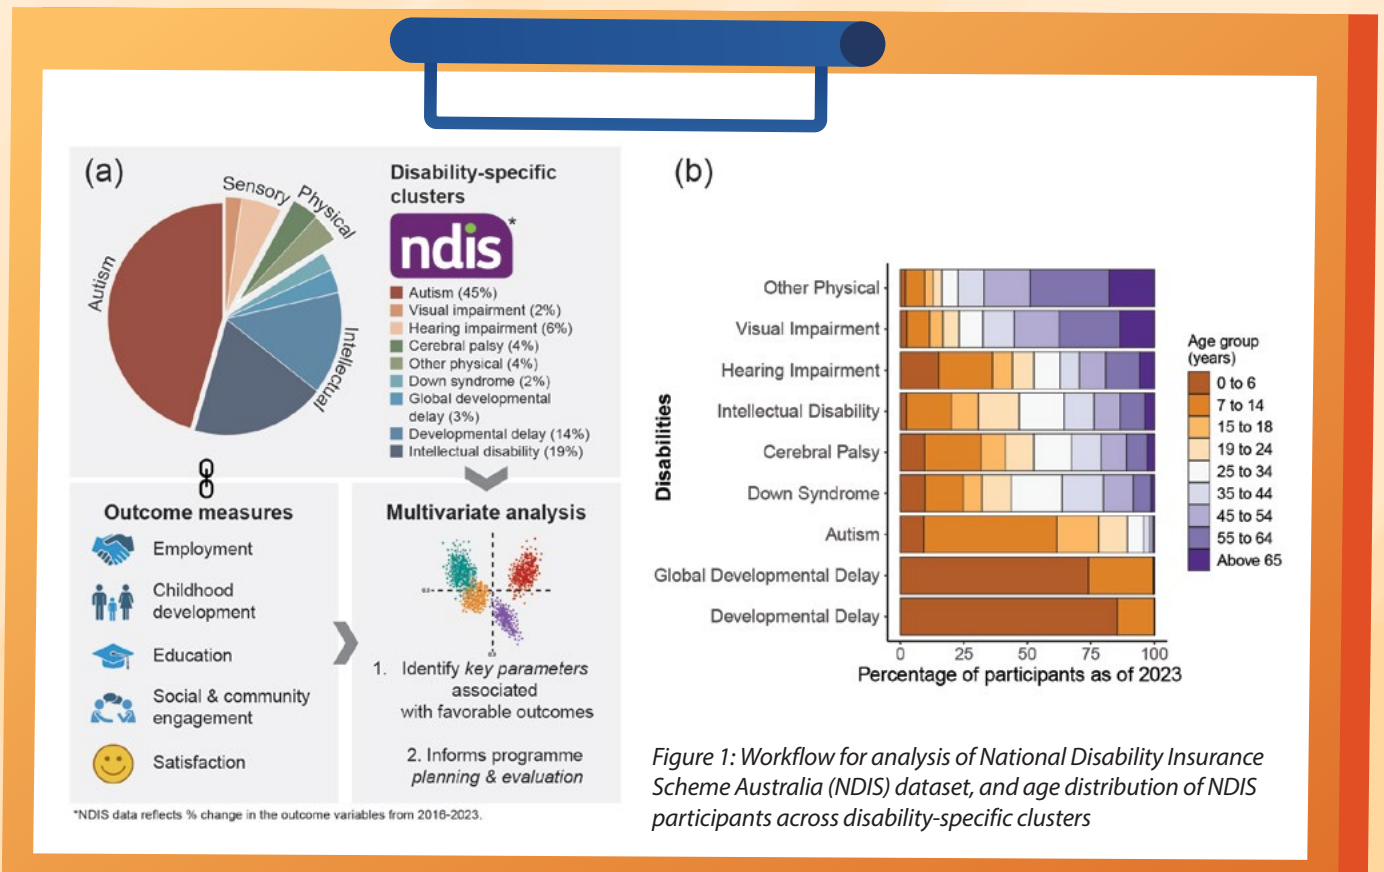 (a)
Sensory
Physical
Autism
Intellectual
Disability-specific
clusters
ndis*
Autism (45%)
Visual impairment (2%)
Hearing impairment (6%)
Cerebral palsy (4%)
Other physical (4%)
Down syndrome (2%)
Global developmental
delay (3%)
Developmental delay (14%)
Intellectual disability (19%)
Outcome measures
Employment
Childhood
development
Education
Social & community
engagement
Satisfaction
Multivariate analysis
1. Identify key parameters
associated
with favorable outcomes
2. Informs programme
planning & evaluation
*NDIS data reflects % change in the outcome variables from 2016-2023.
(b)
Disabilities
Other Physical
Visual Impairment
Hearing Impairment
Intellectual Disability
Cerebral Palsy
Down Syndrome
Autism
Global Developmental Delay
Developmental Delay
0 25 50 75 100
Percentage of participants as of 2023
Age group
(years)
0 to 6
7 to 14
15 to 18
19 to 24
25 to 34
35 to 44
45 to 54
55 to 64
Above 65
Figure 1: Workflow for analysis of National Disability Insurance
Scheme Australia (NDIS) dataset, and age distribution of NDIS
participants across disability-specific clusters